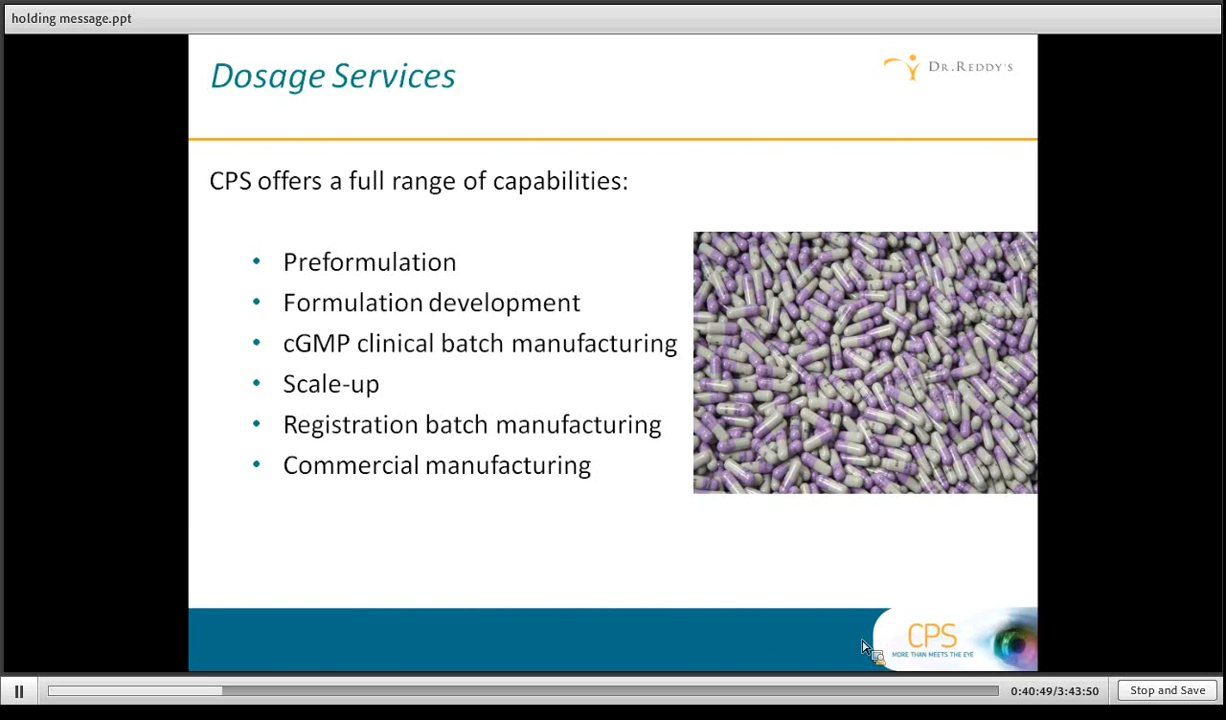 holding message.ppt
Dosage Services
DR.REDDY'S
CPS offers a full range of capabilities:
• Preformulation
• Formulation development
• cGMP clinical batch manufacturing
• Scale-up
• Registration batch manufacturing
• Commercial manufacturing
CPS
MORE THAN MEETS THE EYE
0:40:49/3:43:50
Stop and Save